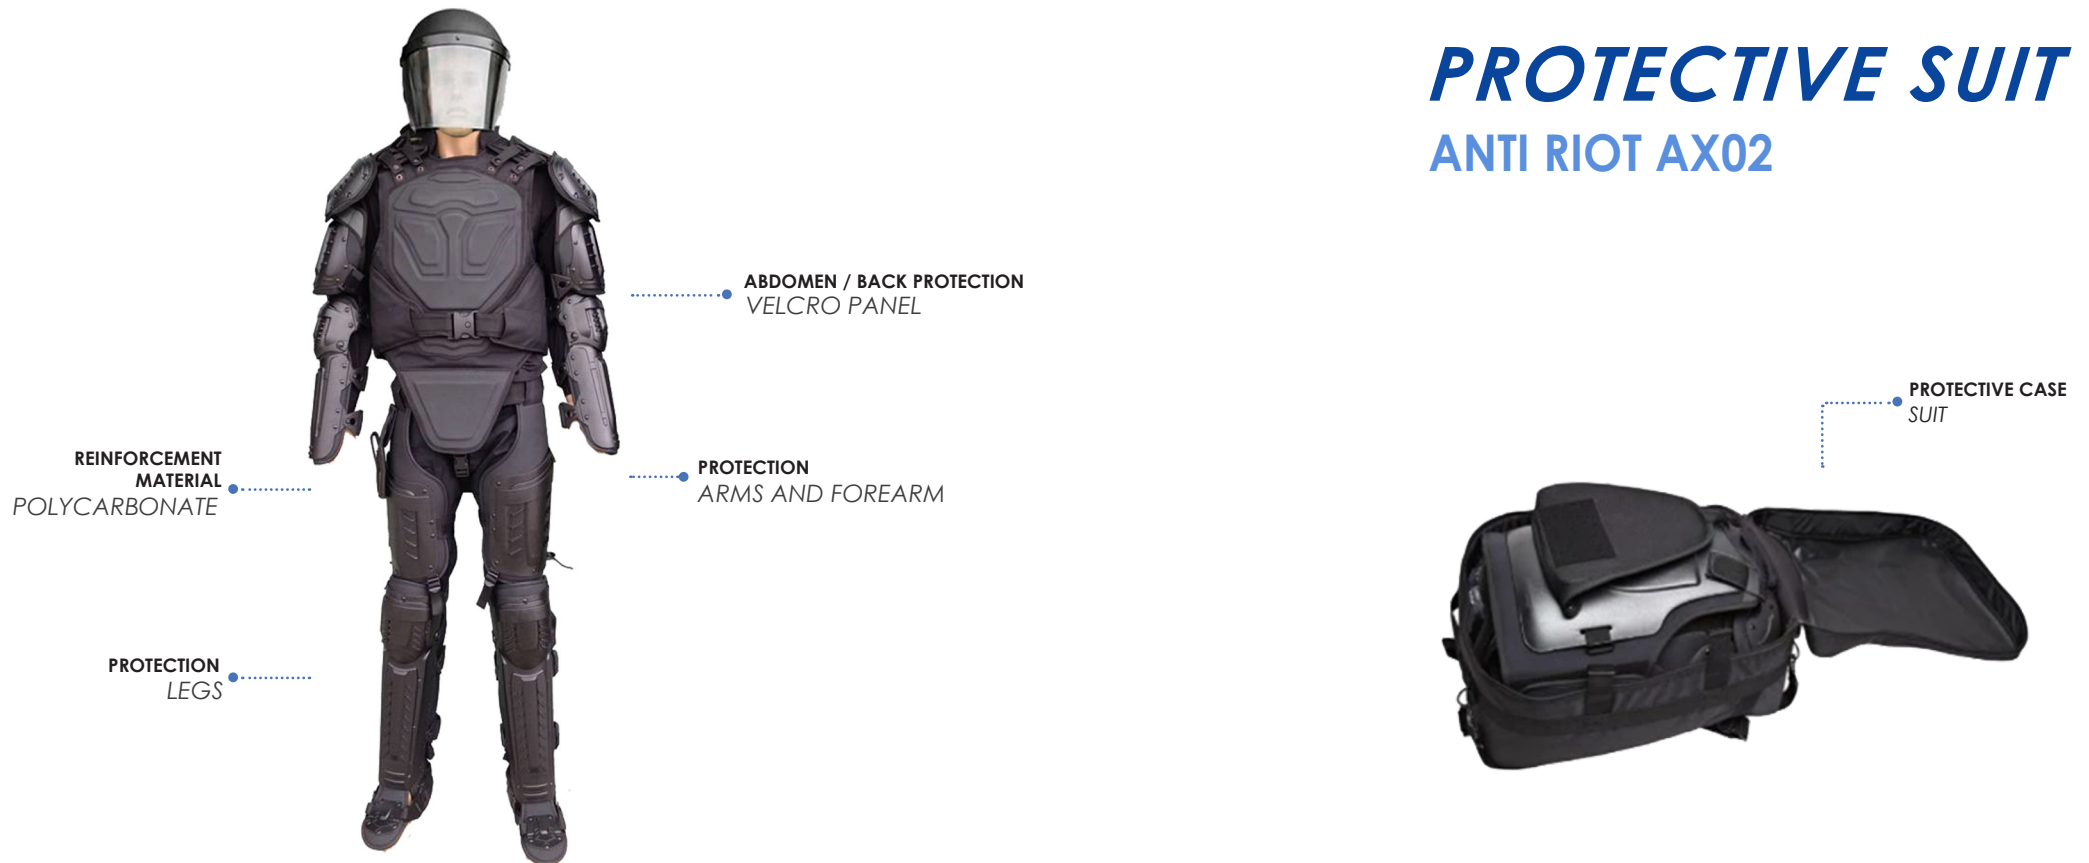 PROTECTIVE SUIT
ANTI RIOT AX02
ABDOMEN / BACK PROTECTION
VELCRO PANEL
PROTECTIVE CASE
SUIT
REINFORCEMENT
MATERIAL
POLYCARBONATE
PROTECTION
ARMS AND FOREARM
PROTECTION
LEGS